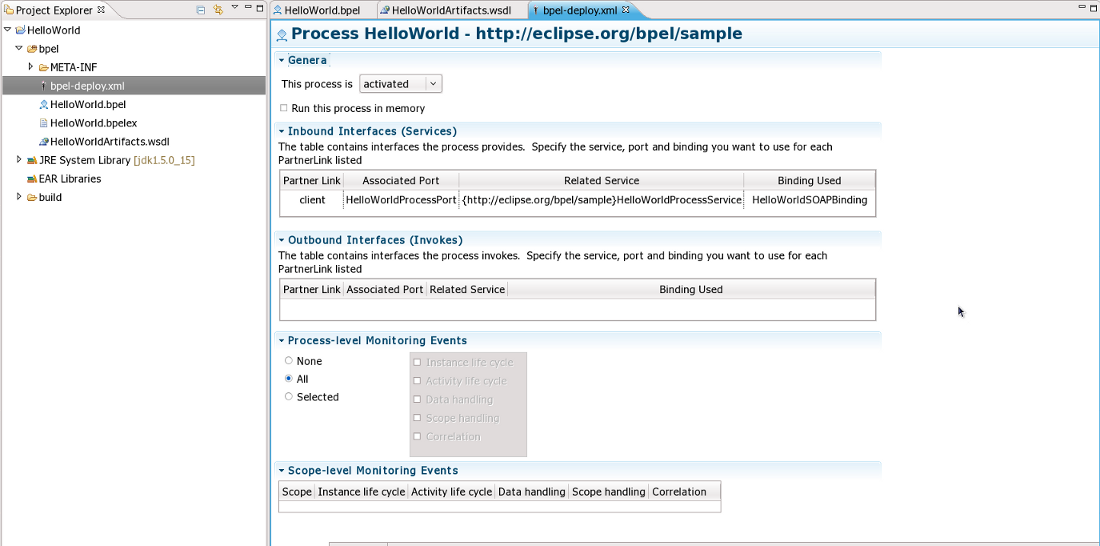 Project Explorer
HelloWorld
bpel
META-INF
bpel-deploy.xml
HelloWorld.bpel
HelloWorld.bpelex
HelloWorldArtifacts.wsdl
JRE System Library [jdk1.5.0_15]
EAR Libraries
build
HelloWorld.bpel HelloWorldArtifacts.wsdl bpel-deploy.xml
Process HelloWorld - http://eclipse.org/bpel/sample
Genera
This process is activated
Run this process in memory
Inbound Interfaces (Services)
The table contains interfaces the process provides. Specify the service, port and binding you want to use for each
PartnerLink listed
Partner Link Associated Port Related Service Binding Used
client HelloWorldProcessPort {http://eclipse.org/bpel/sample}HelloWorldProcessService HelloWorldSOAPBinding
Outbound Interfaces (Invokes)
The table contains interfaces the process invokes. Specify the service, port and binding you want to use for each
PartnerLink listed
Partner Link Associated Port Related Service Binding Used
Process-level Monitoring Events
None
All
Selected
Instance life cycle
Activity life cycle
Data handling
Scope handling
Correlation
Scope-level Monitoring Events
Scope Instance life cycle Activity life cycle Data handling Scope handling Correlation